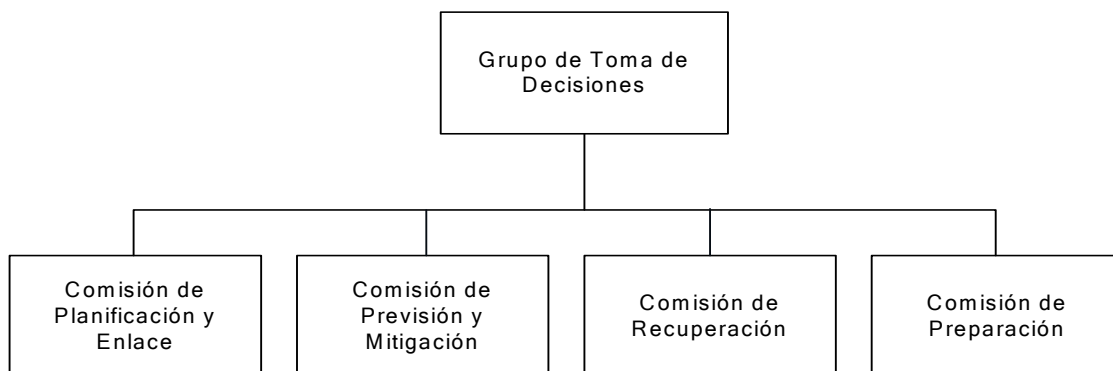 Grupo de Toma de
Decisiones
Comisión de
Planificación y
Enlace
Comisión de
Previsión y
Mitigación
Comisión de
Recuperación
Comisión de
Preparación